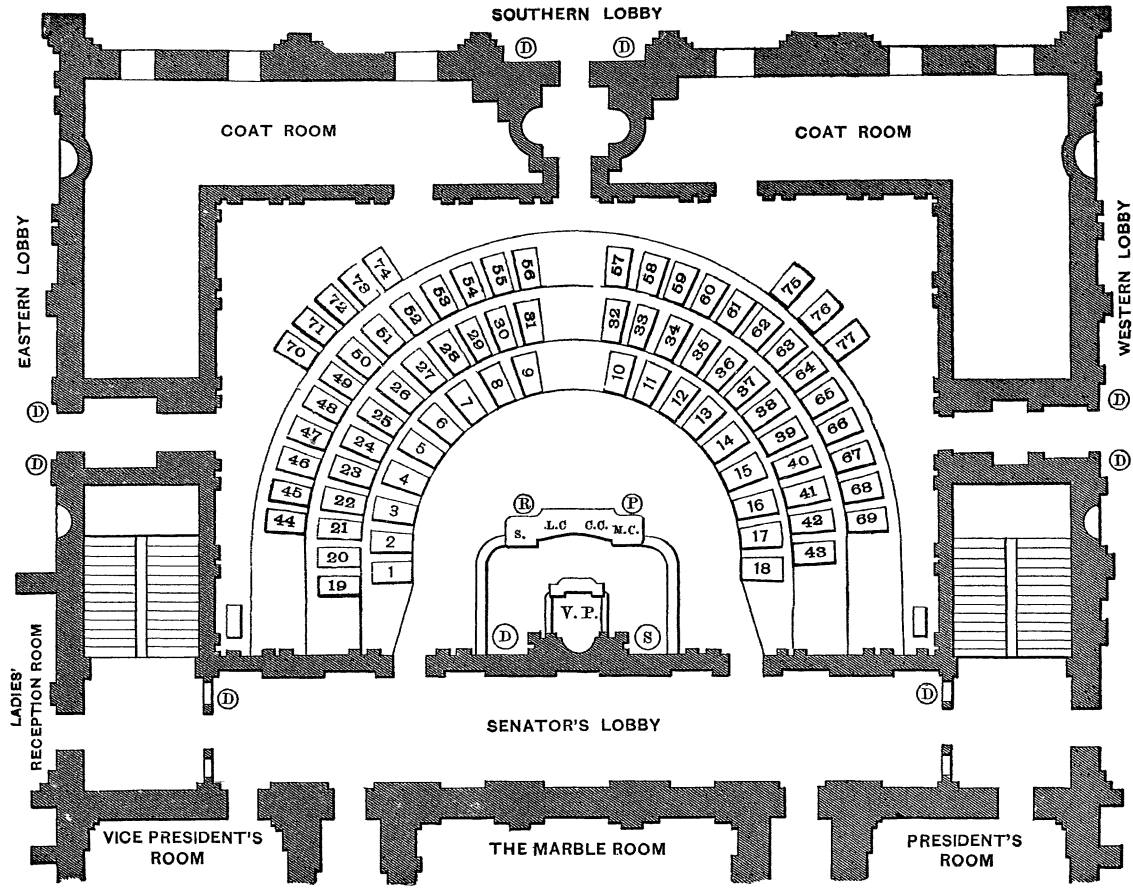 SOUTHERN LOBBY
D
D
COAT ROOM
COAT ROOM
EASTERN LOBBY
WESTERN LOBBY
70
71
72
73
74
75
76
77
44
45
46
47
48
49
50
51
52
53
54
55
56
57
58
59
60
61
62
63
64
65
66
67
68
69
19
20
21
22
23
24
25
26
27
28
29
30
31
32
33
34
35
36
37
38
39
40
41
42
43
1
2
3
4
5
6
7
8
9
10
11
12
13
14
15
16
17
18
D
D
D
D
R
P
S.
L.C
C.C.
M.C.
V. P.
D
S
LADIES'
RECEPTION ROOM
D
D
SENATOR'S LOBBY
VICE PRESIDENT'S
ROOM
THE MARBLE ROOM
PRESIDENT'S
ROOM